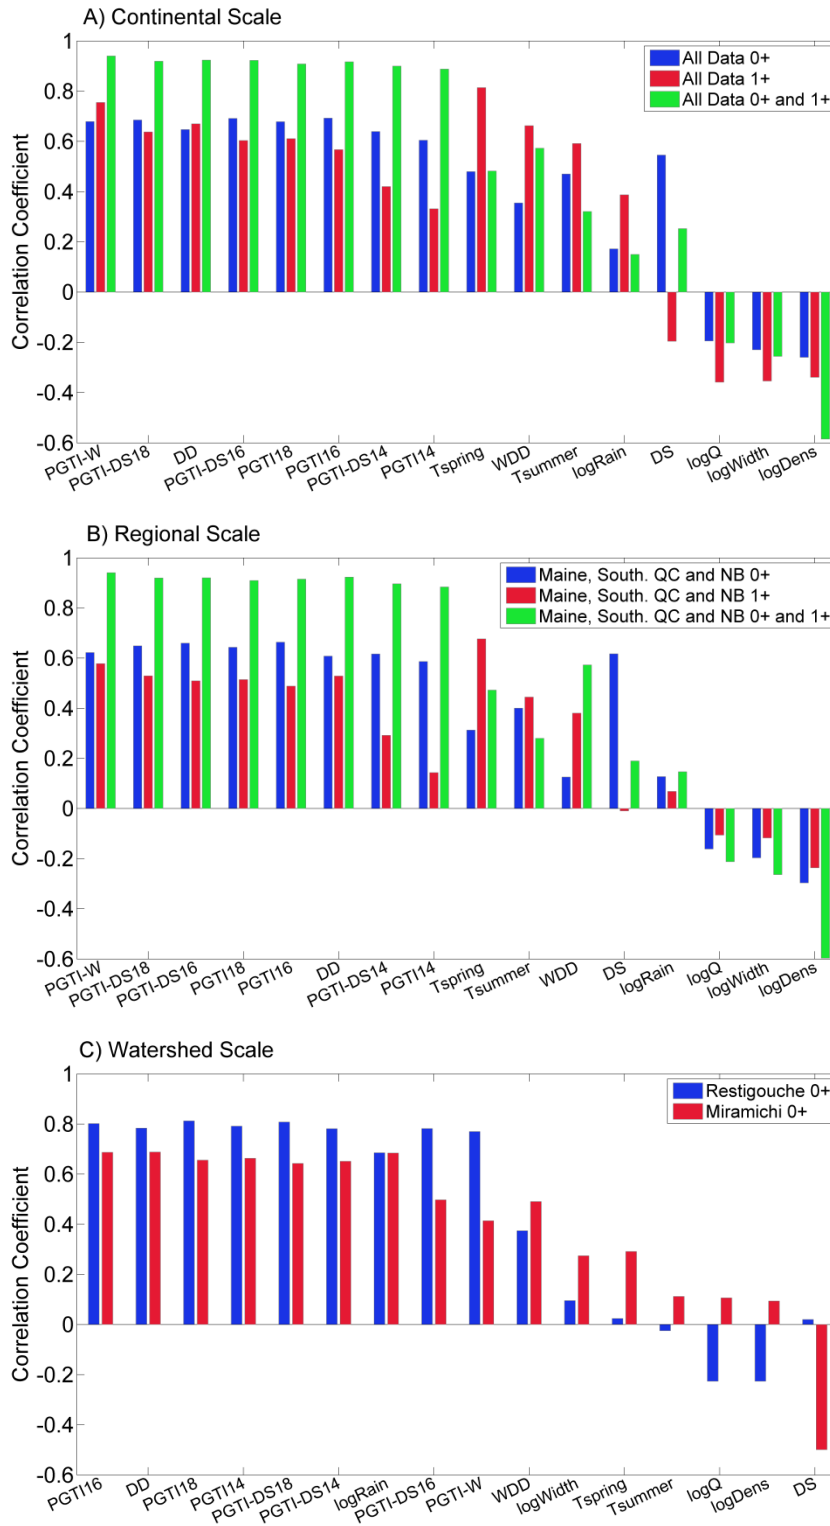 A) Continental Scale
1
0.8
0.6
0.4
0.2
0
-0.2
-0.4
-0.6
Correlation Coefficient
All Data 0+
All Data 1+
All Data 0+ and 1+
PGTI-W
PGTI-DS18
DD
PGTI-DS16
PGTI18
PGTI16
PGTI-DS14
PGTI14
Tspring
WDD
Tsummer
logRain
DS
logQ
logWidth
logDens
B) Regional Scale
1
0.8
0.6
0.4
0.2
0
-0.2
-0.4
-0.6
Correlation Coefficient
Maine, South. QC and NB 0+
Maine, South. QC and NB 1+
Maine, South. QC and NB 0+ and 1+
PGTI-W
PGTI-DS18
PGTI-DS16
PGTI18
PGTI16
DD
PGTI-DS14
PGTI14
Tspring
Tsummer
WDD
DS
logRain
logQ
logWidth
logDens
C) Watershed Scale
1
0.8
0.6
0.4
0.2
0
-0.2
-0.4
-0.6
Correlation Coefficient
Restigouche 0+
Miramichi 0+
PGTI16
DD
PGTI18
PGTI14
PGTI-DS18
PGTI-DS14
logRain
PGTI-DS16
PGTI-W
WDD
logWidth
Tspring
Tsummer
logQ
logDens
DS